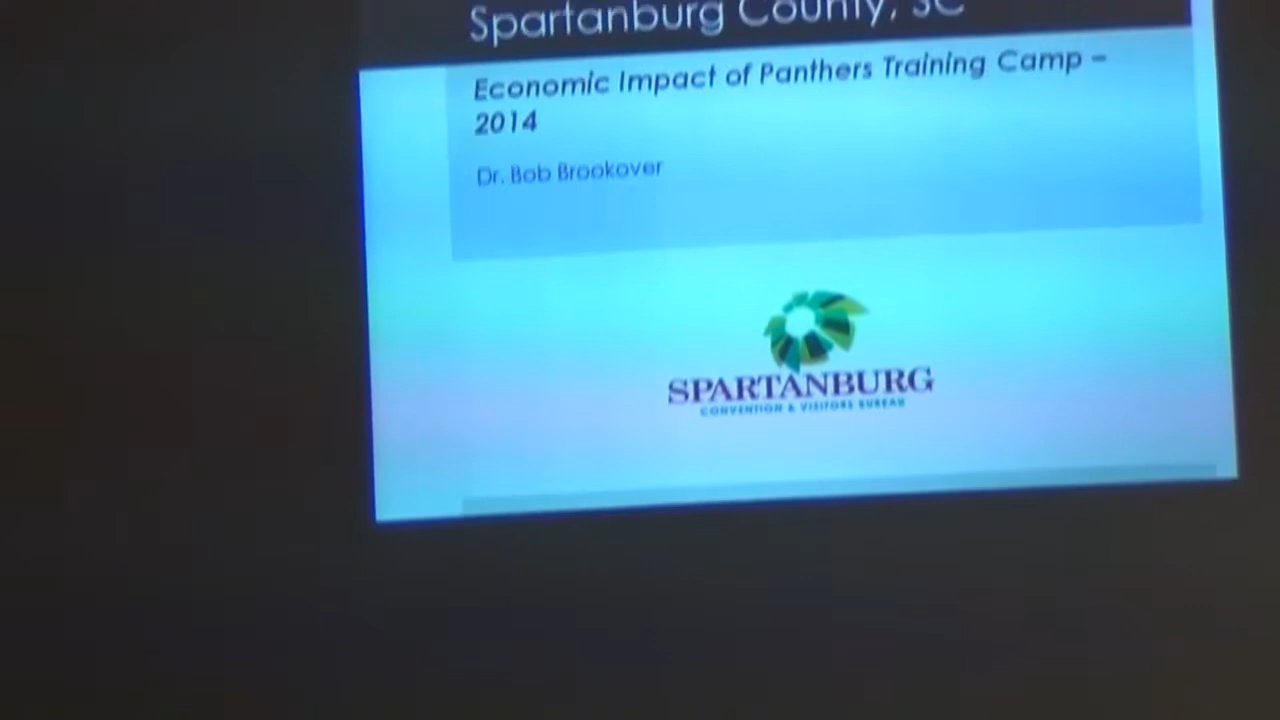 Spartanburg County, SC
Economic Impact of Panthers Training Camp –
2014
Dr. Bob Brookover
SPARTANBURG
CONVENTION & VISITORS BUREAU